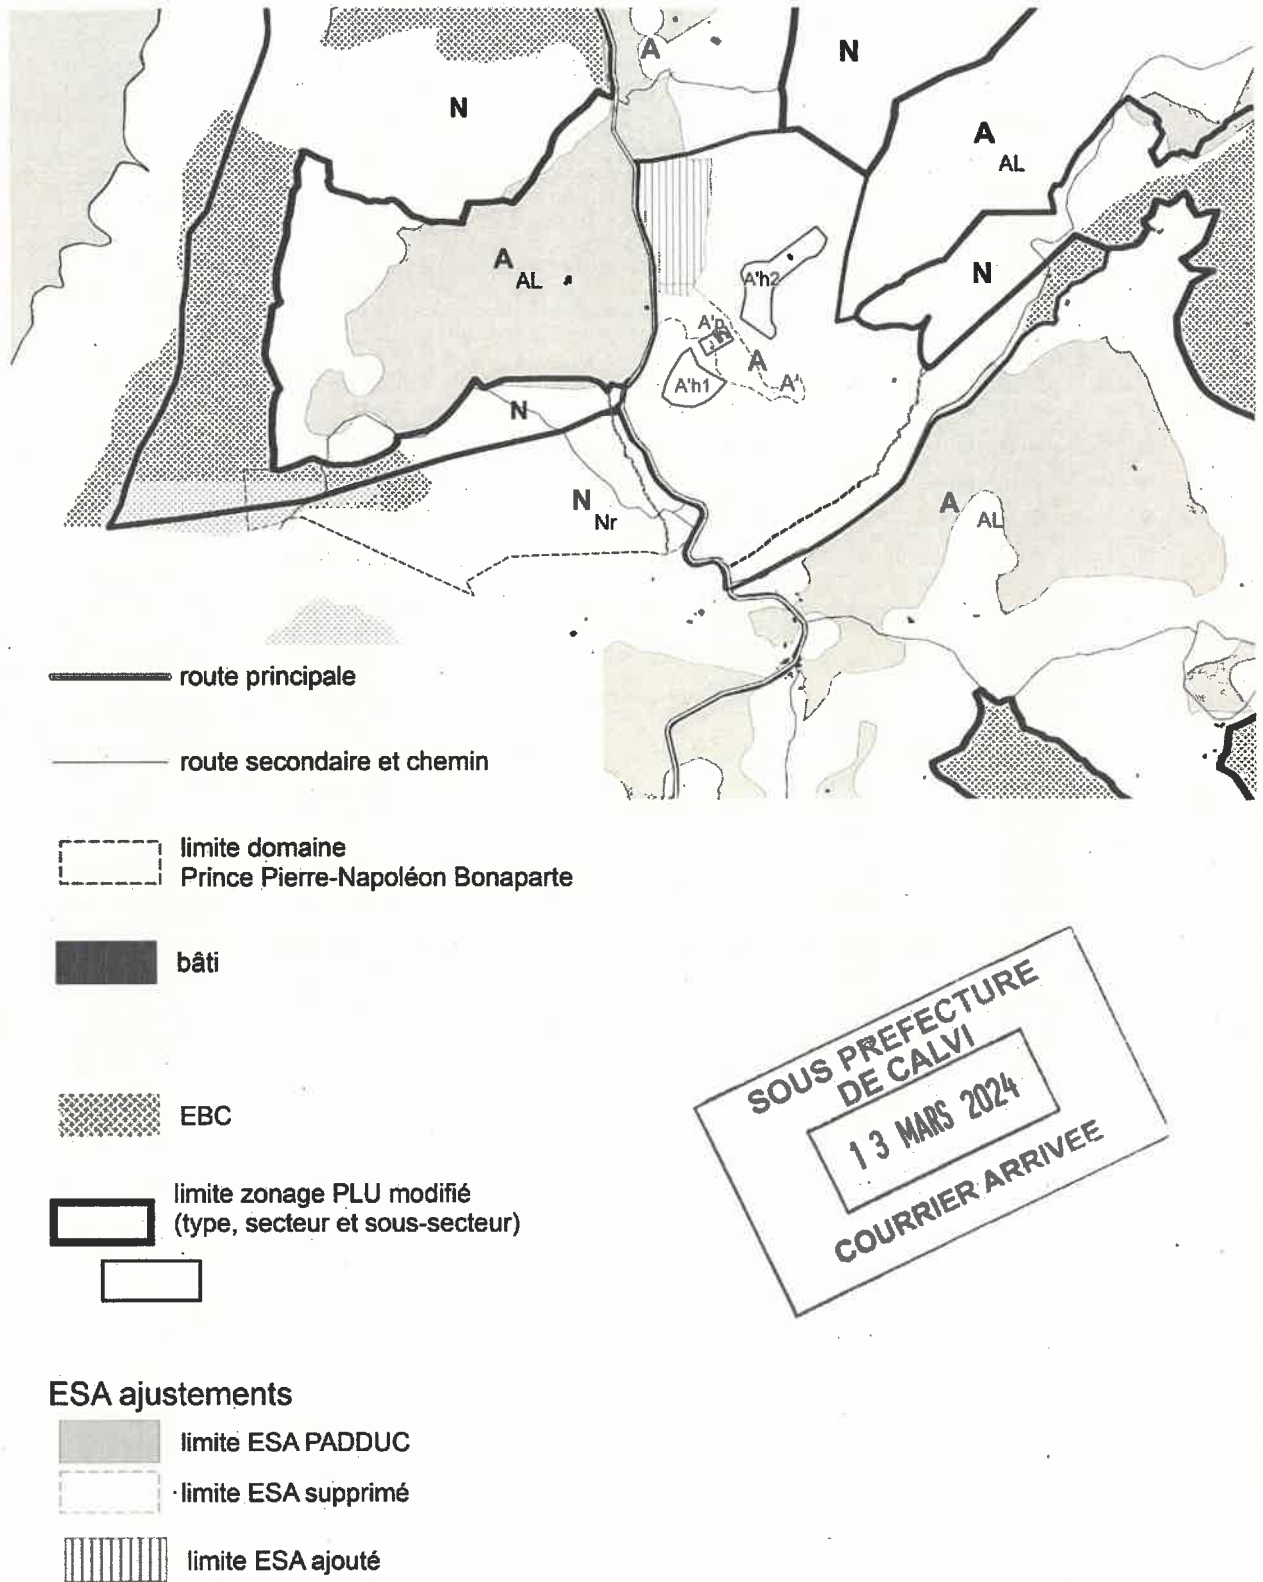 A
N
N
A
AL
A
AL
N
A'h2
A'p
A
A'
A'h1
N
N
Nr
A
AL
route principale
route secondaire et chemin
limite domaine
Prince Pierre-Napoléon Bonaparte
bâti
EBC
limite zonage PLU modifié
(type, secteur et sous-secteur)
SOUS PREFECTURE
DE CALVI
13 MARS 2024
COURRIER ARRIVEE
ESA ajustements
limite ESA PADDUC
limite ESA supprimé
limite ESA ajouté